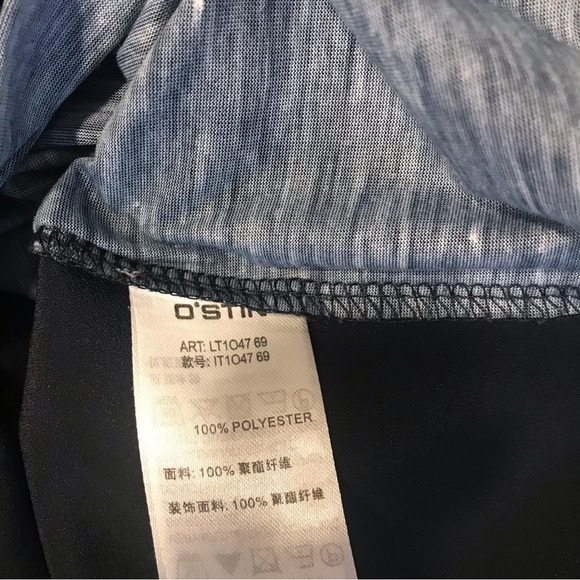 O'STIN
ART: LT1O47 69
款号: IT1O47 69
100% POLYESTER
面料: 100% 聚酯纤维
装饰面料: 100% 聚酯纤维